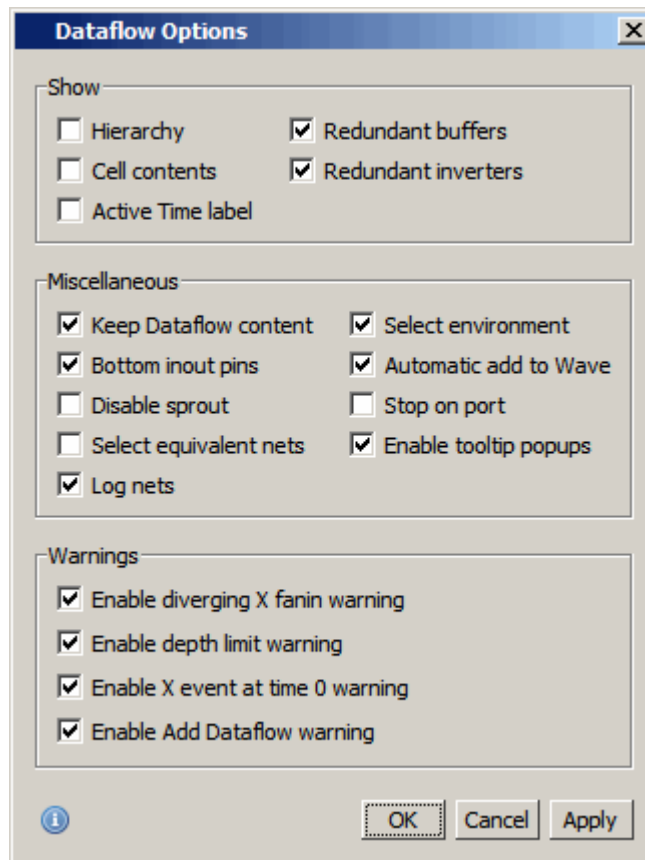 Dataflow Options
Show
Hierarchy
Redundant buffers
Cell contents
Redundant inverters
Active Time label
Miscellaneous
Keep Dataflow content
Select environment
Bottom inout pins
Automatic add to Wave
Disable sprout
Stop on port
Select equivalent nets
Enable tooltip popups
Log nets
Warnings
Enable diverging X fanin warning
Enable depth limit warning
Enable X event at time 0 warning
Enable Add Dataflow warning
OK
Cancel
Apply